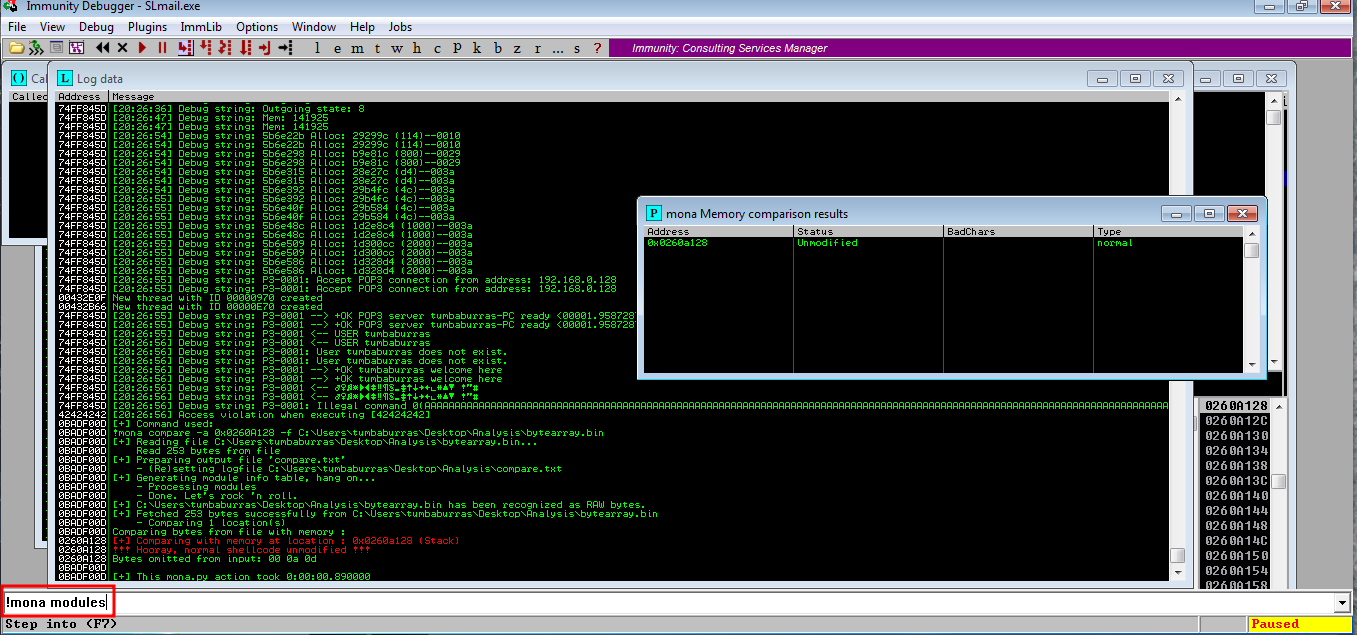 Immunity Debugger - SLmail.exe
File View Debug Plugins ImmLib Options Window Help Jobs
l e m t w h c P k b z r ... s ?
Immunity: Consulting Services Manager
Log data
Address Message
74FF845D [20:26:36] Debug string: Outgoing state: 8
74FF845D [20:26:47] Debug string: Mem: 141925
74FF845D [20:26:47] Debug string: Mem: 141925
74FF845D [20:26:54] Debug string: 5b6e22b Alloc: 29299c (114)--0010
74FF845D [20:26:54] Debug string: 5b6e22b Alloc: 29299c (114)--0010
74FF845D [20:26:54] Debug string: 5b6e298 Alloc: b9e81c (800)--0029
74FF845D [20:26:54] Debug string: 5b6e298 Alloc: b9e81c (800)--0029
74FF845D [20:26:54] Debug string: 5b6e315 Alloc: 28e27c (d4)--003a
74FF845D [20:26:54] Debug string: 5b6e315 Alloc: 28e27c (d4)--003a
74FF845D [20:26:54] Debug string: 5b6e392 Alloc: 29b4fc (4c)--003a
74FF845D [20:26:55] Debug string: 5b6e392 Alloc: 29b4fc (4c)--003a
74FF845D [20:26:55] Debug string: 5b6e40f Alloc: 29b584 (4c)--003a
74FF845D [20:26:55] Debug string: 5b6e40f Alloc: 29b584 (4c)--003a
74FF845D [20:26:55] Debug string: 5b6e48c Alloc: 1d2e8c4 (1000)--003a
74FF845D [20:26:55] Debug string: 5b6e48c Alloc: 1d2e8c4 (1000)--003a
74FF845D [20:26:55] Debug string: 5b6e509 Alloc: 1d300cc (2000)--003a
74FF845D [20:26:55] Debug string: 5b6e509 Alloc: 1d300cc (2000)--003a
74FF845D [20:26:55] Debug string: 5b6e586 Alloc: 1d328d4 (2000)--003a
74FF845D [20:26:55] Debug string: 5b6e586 Alloc: 1d328d4 (2000)--003a
74FF845D [20:26:55] Debug string: P3-0001: Accept POP3 connection from address: 192.168.0.128
74FF845D [20:26:55] Debug string: P3-0001: Accept POP3 connection from address: 192.168.0.128
00432E0F New thread with ID 00000970 created
00432B66 New thread with ID 00000E70 created
74FF845D [20:26:55] Debug string: P3-0001 --> +OK POP3 server tumbaburras-PC ready <00001.958728
74FF845D [20:26:55] Debug string: P3-0001 --> +OK POP3 server tumbaburras-PC ready <00001.958728
74FF845D [20:26:55] Debug string: P3-0001 <-- USER tumbaburras
74FF845D [20:26:56] Debug string: P3-0001 <-- USER tumbaburras
74FF845D [20:26:56] Debug string: P3-0001: User tumbaburras does not exist.
74FF845D [20:26:56] Debug string: P3-0001: User tumbaburras does not exist.
74FF845D [20:26:56] Debug string: P3-0001 --> +OK tumbaburras welcome here
74FF845D [20:26:56] Debug string: P3-0001 --> +OK tumbaburras welcome here
74FF845D [20:26:56] Debug string: P3-0001 <--
74FF845D [20:26:56] Debug string: P3-0001 <--
74FF845D [20:26:56] Debug string: P3-0001: Illegal command
42424242 [20:26:56] Access violation when executing [42424242]
0BADF00D [+] Command used:
0BADF00D !mona compare -a 0x0260A128 -f C:\Users\tumbaburras\Desktop\Analysis\bytearray.bin
0BADF00D [+] Reading file C:\Users\tumbaburras\Desktop\Analysis\bytearray.bin...
0BADF00D Read 253 bytes from file
0BADF00D [+] Preparing output file 'compare.txt'
0BADF00D - (Re)setting logfile C:\Users\tumbaburras\Desktop\Analysis\compare.txt
0BADF00D [+] Generating module info table, hang on...
0BADF00D - Processing modules
0BADF00D - Done. Let's rock 'n roll.
0BADF00D [+] C:\Users\tumbaburras\Desktop\Analysis\bytearray.bin has been recognized as RAW bytes.
0BADF00D [+] Fetched 253 bytes successfully from C:\Users\tumbaburras\Desktop\Analysis\bytearray.bin
0BADF00D - Comparing 1 location(s)
0BADF00D Comparing bytes from file with memory :
0260A128 [+] Comparing with memory at location : 0x0260a128 (Stack)
0260A128 !!! Hooray, normal shellcode unmodified !!!
0260A128 Bytes omitted from input: 00 0a 0d
0BADF00D
0BADF00D [+] This mona.py action took 0:00:00.890000
mona Memory comparison results
Address Status BadChars Type
0x0260a128 Unmodified normal
0260A128
0260A12C
0260A130
0260A134
0260A138
0260A13C
0260A140
0260A144
0260A148
0260A14C
0260A150
0260A154
0260A158
!mona modules
Step into (F7)
Paused